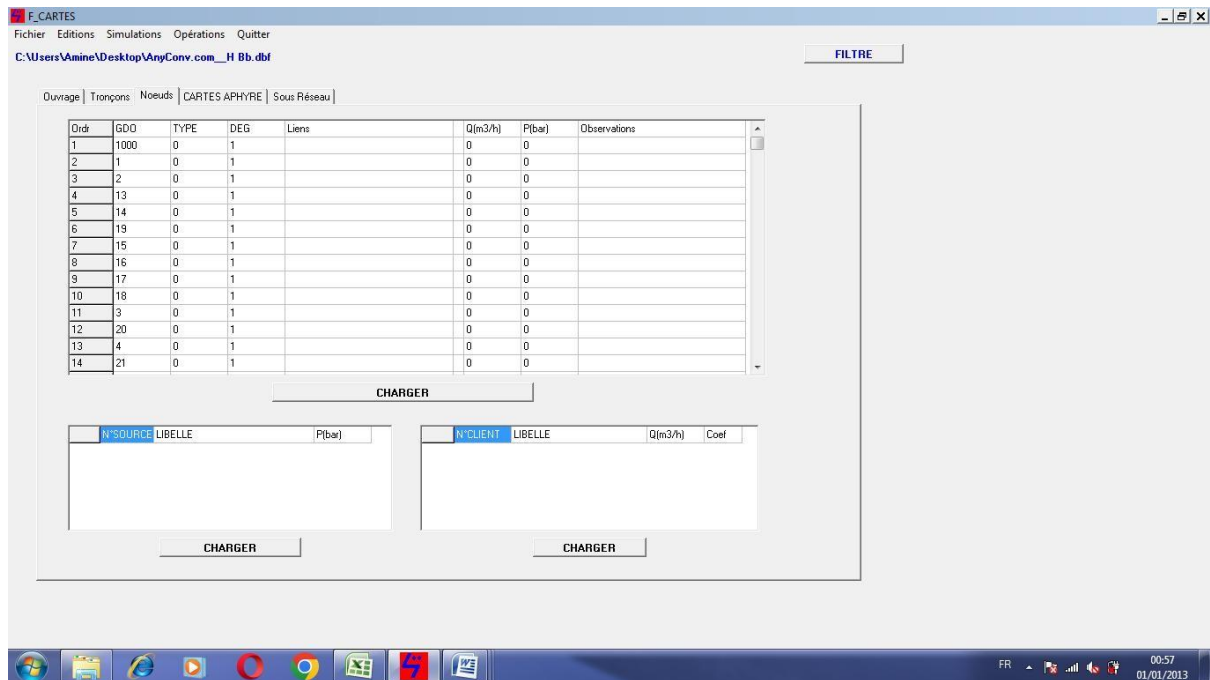 F_CARTES
Fichier Editions Simulations Opérations Quitter
C:\Users\Amine\Desktop\AnyConv.com__H Bb.dbf
FILTRE
Ouvrage Tronçons Noeuds CARTES APHYRE Sous Réseau
Ordr GDO TYPE DEG Liens Q(m3/h) P(bar) Observations
1 1000 0 1 0 0
2 1 0 1 0 0
3 2 0 1 0 0
4 13 0 1 0 0
5 14 0 1 0 0
6 19 0 1 0 0
7 15 0 1 0 0
8 16 0 1 0 0
9 17 0 1 0 0
10 18 0 1 0 0
11 3 0 1 0 0
12 20 0 1 0 0
13 4 0 1 0 0
14 21 0 1 0 0
CHARGER
N°SOURCE LIBELLE P(bar)
N°CLIENT LIBELLE Q(m3/h) Coef
CHARGER
CHARGER
FR
00:57
01/01/2013